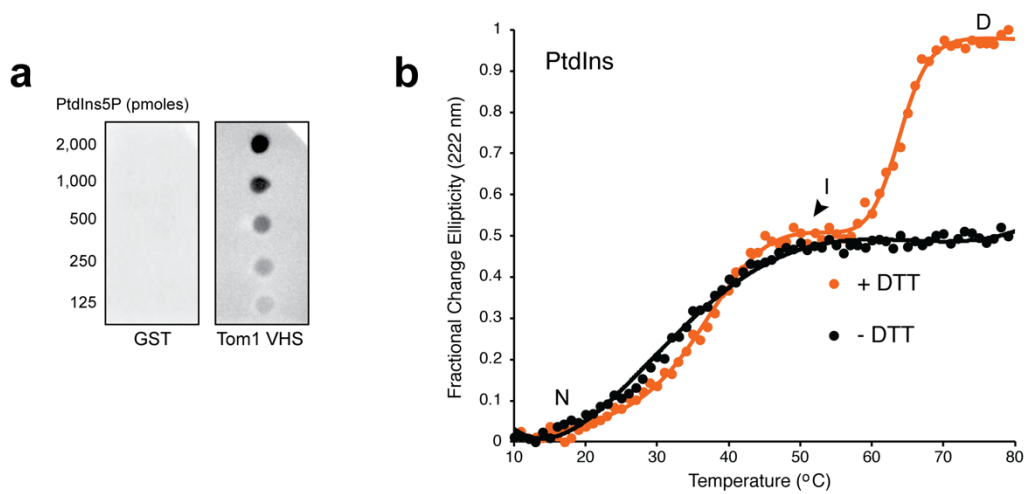 a
PtdIns5P (pmoles)
2,000
1,000
500
250
125
GST
Tom1 VHS
b
Fractional Change Ellipticity (222 nm)
1
0.9
0.8
0.7
0.6
0.5
0.4
0.3
0.2
0.1
0
PtdIns
D
I
N
+ DTT
- DTT
10
20
30
40
50
60
70
80
Temperature (ºC)